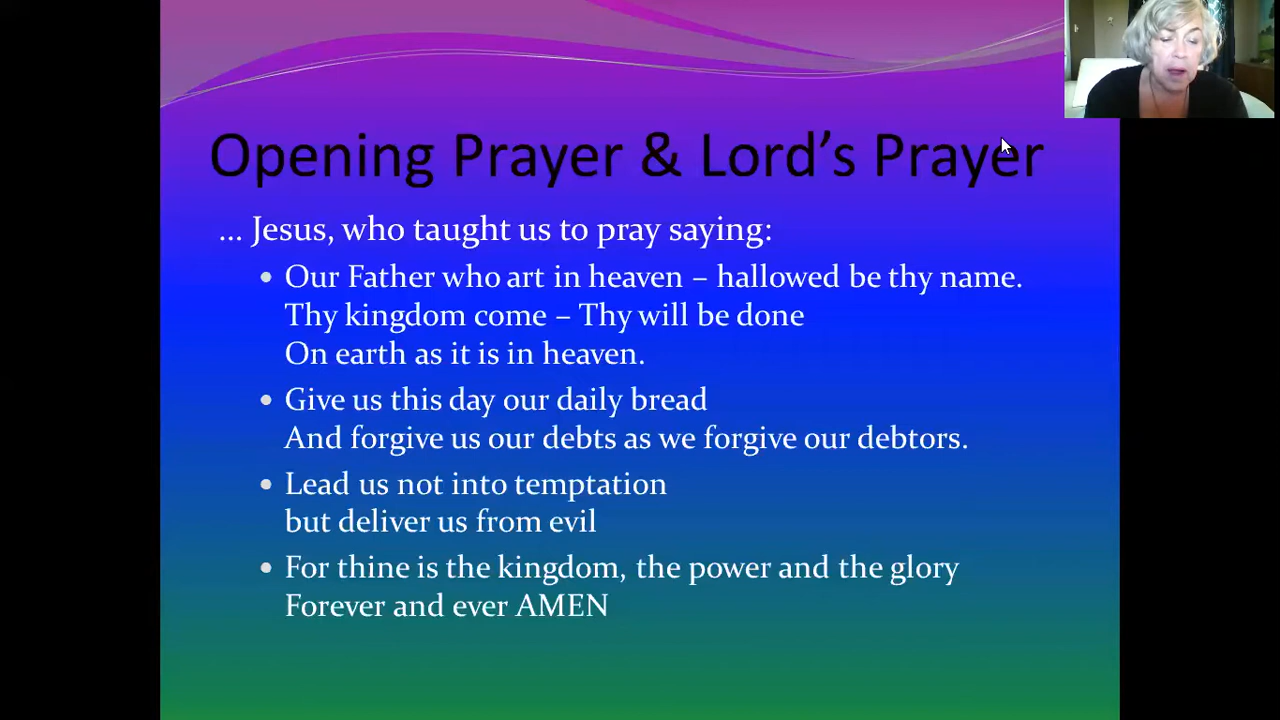 Opening Prayer & Lord’s Prayer
... Jesus, who taught us to pray saying:
• Our Father who art in heaven – hallowed be thy name.
Thy kingdom come – Thy will be done
On earth as it is in heaven.
• Give us this day our daily bread
And forgive us our debts as we forgive our debtors.
• Lead us not into temptation
but deliver us from evil
• For thine is the kingdom, the power and the glory
Forever and ever AMEN